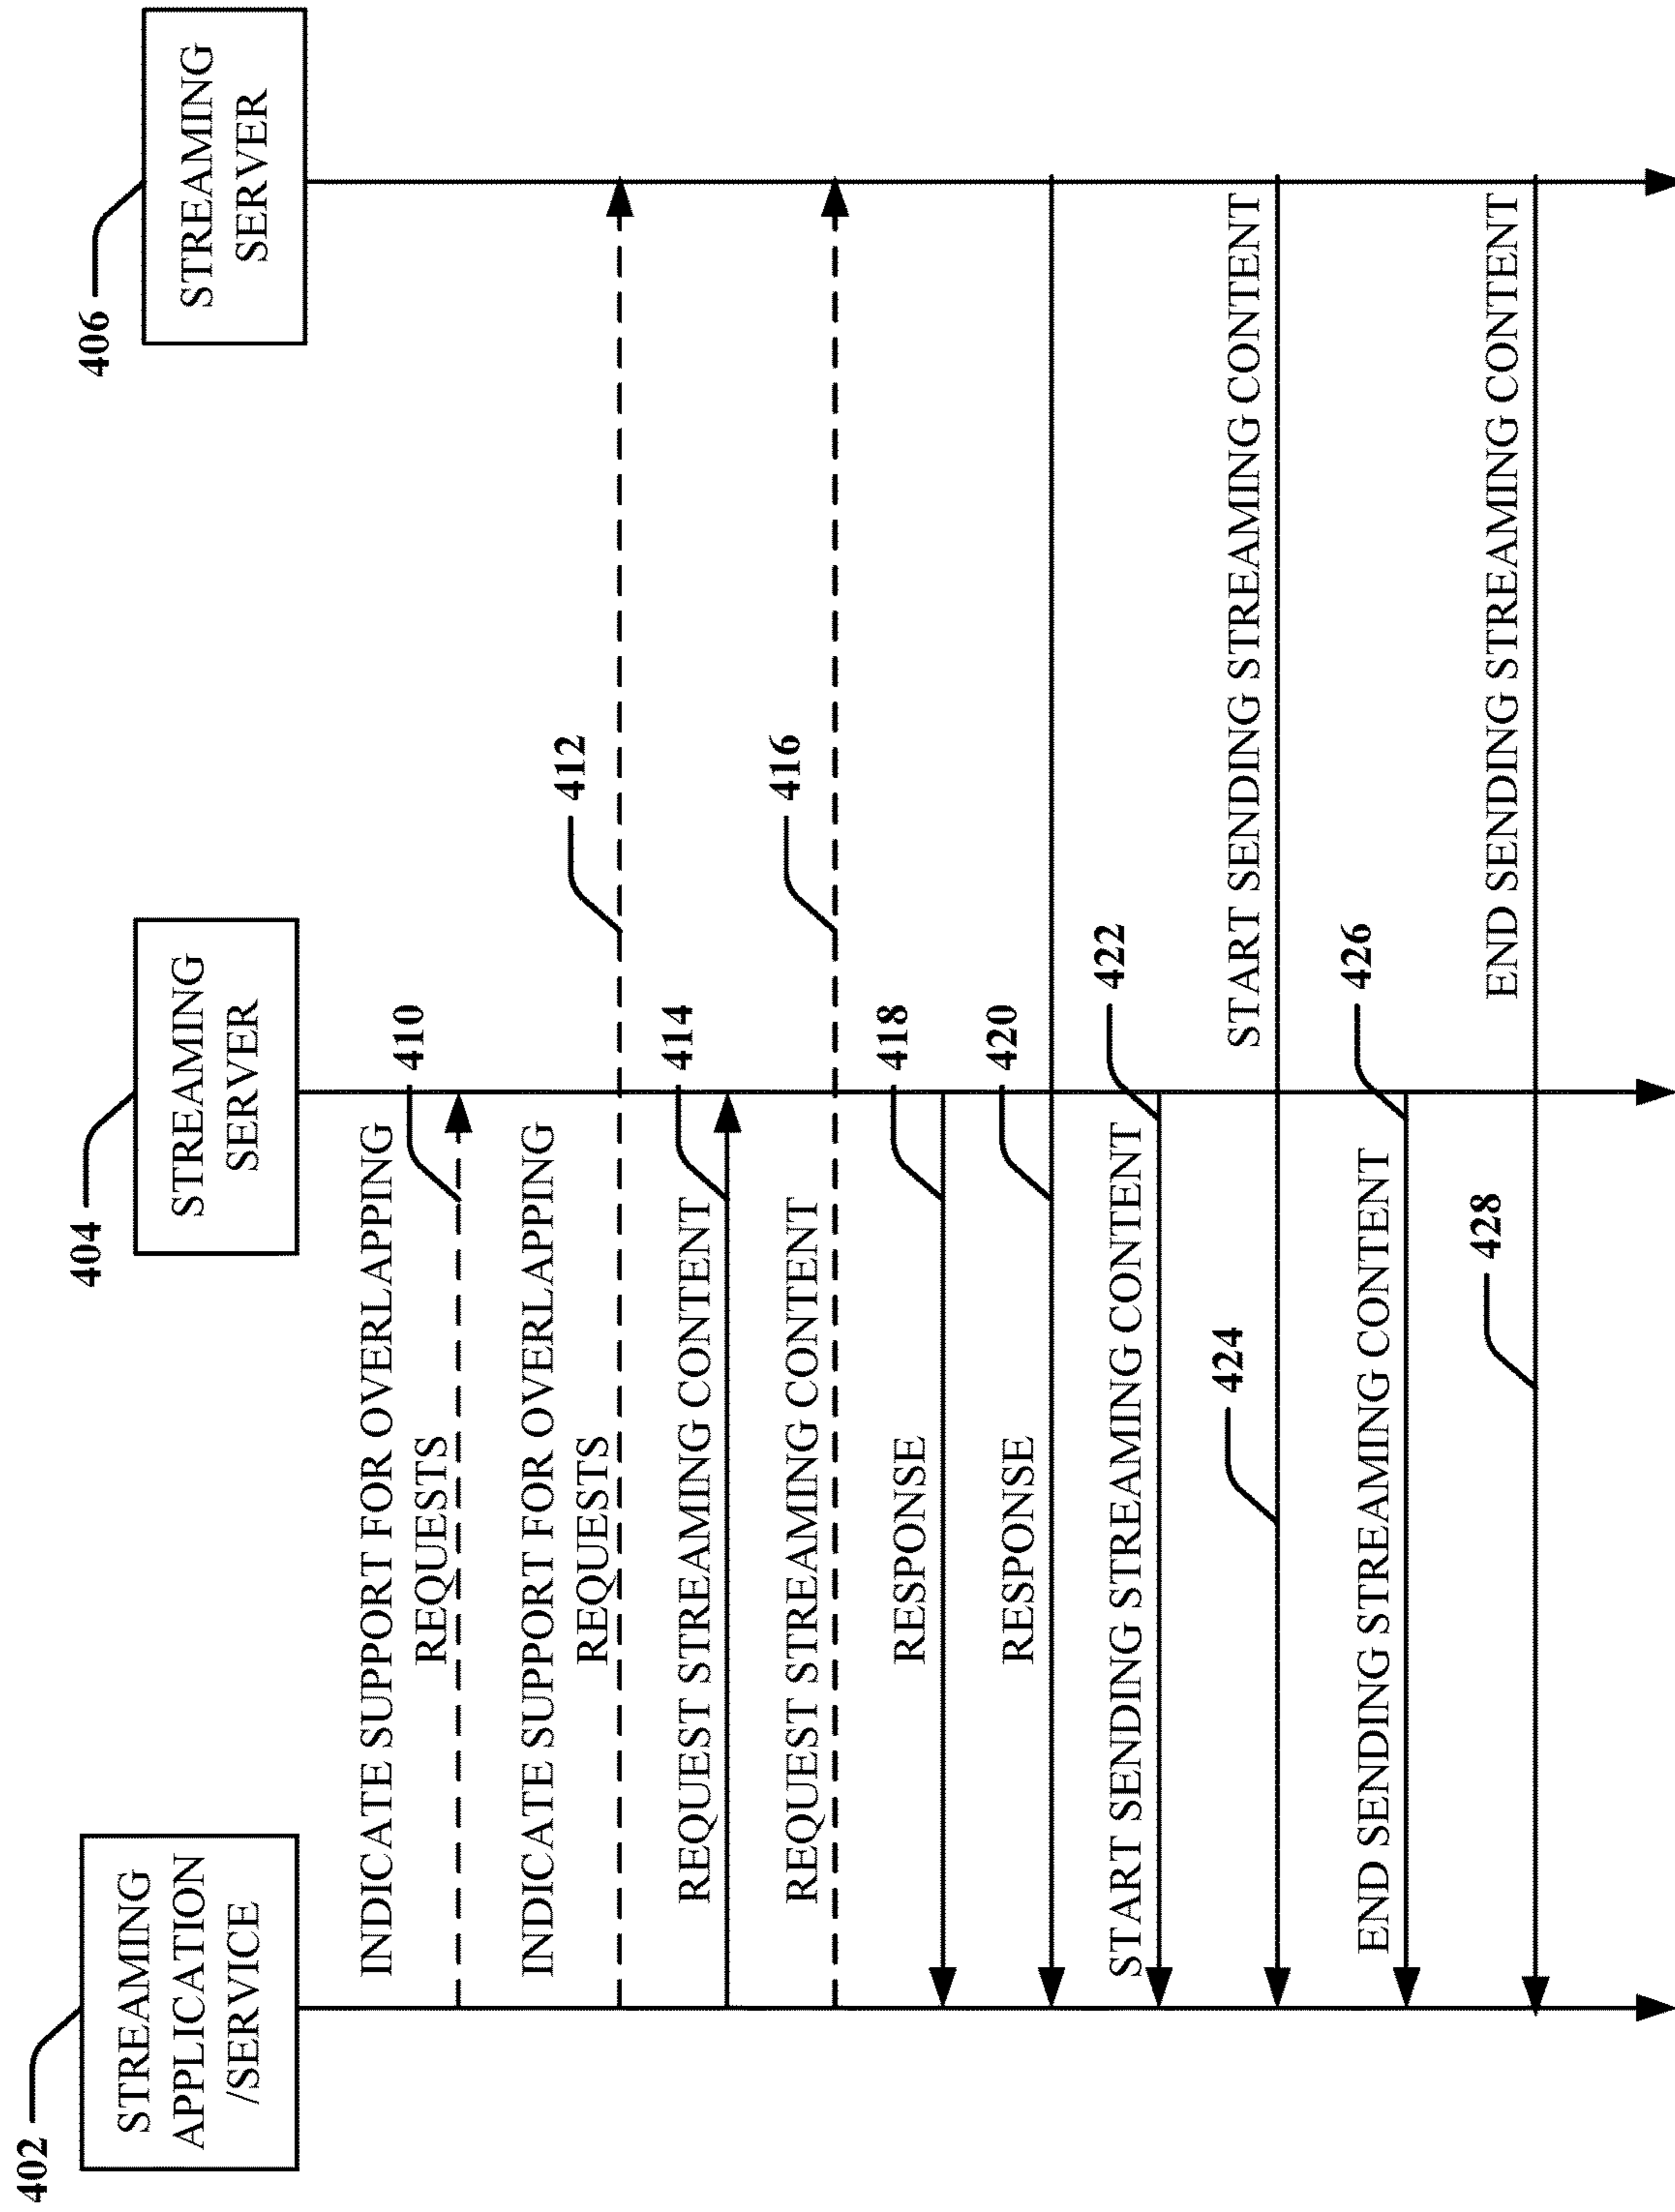 402
STREAMING
APPLICATION
/SERVICE
404
STREAMING
SERVER
406
STREAMING
SERVER
INDICATE SUPPORT FOR OVERLAPPING
REQUESTS
410
INDICATE SUPPORT FOR OVERLAPPING
REQUESTS
412
REQUEST STREAMING CONTENT
414
REQUEST STREAMING CONTENT
416
RESPONSE
418
RESPONSE
420
START SENDING STREAMING CONTENT
422
424
START SENDING STREAMING CONTENT
END SENDING STREAMING CONTENT
426
428
END SENDING STREAMING CONTENT